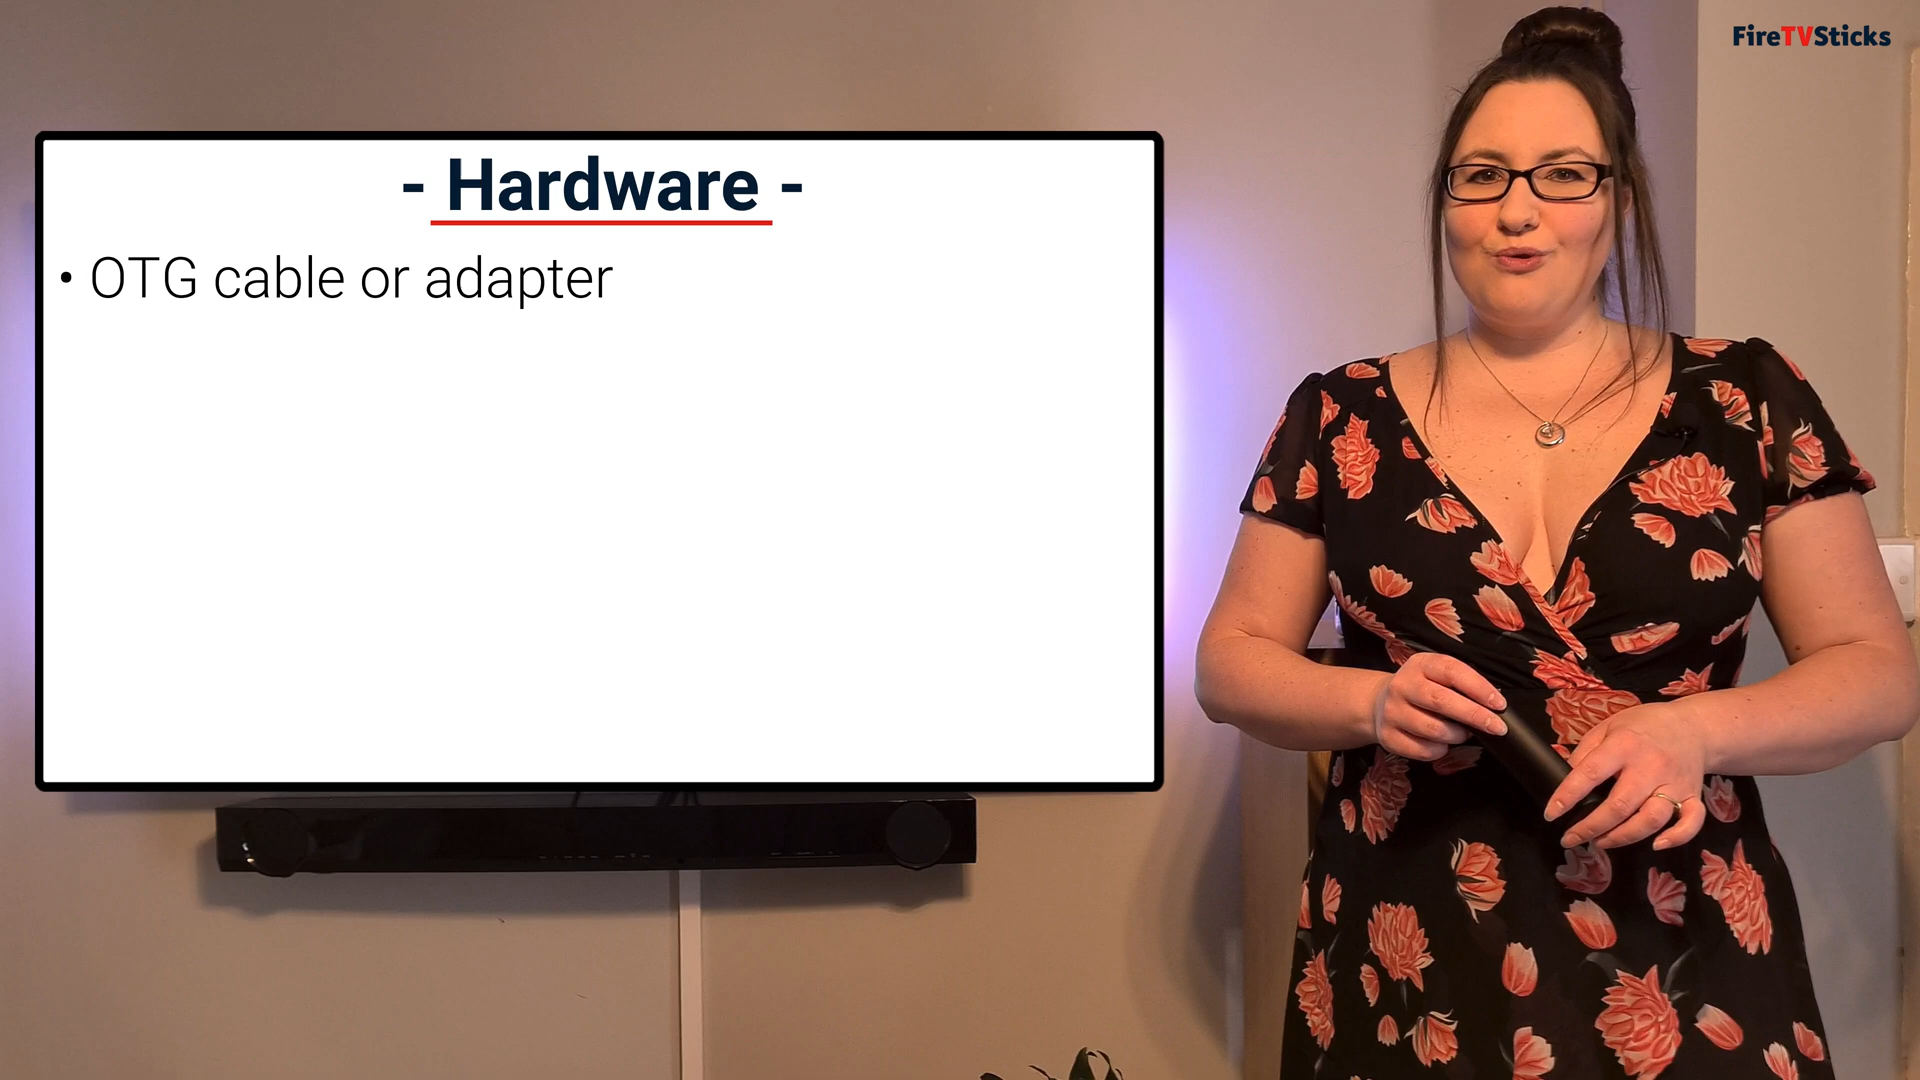 FireTVSticks
- Hardware -
• OTG cable or adapter